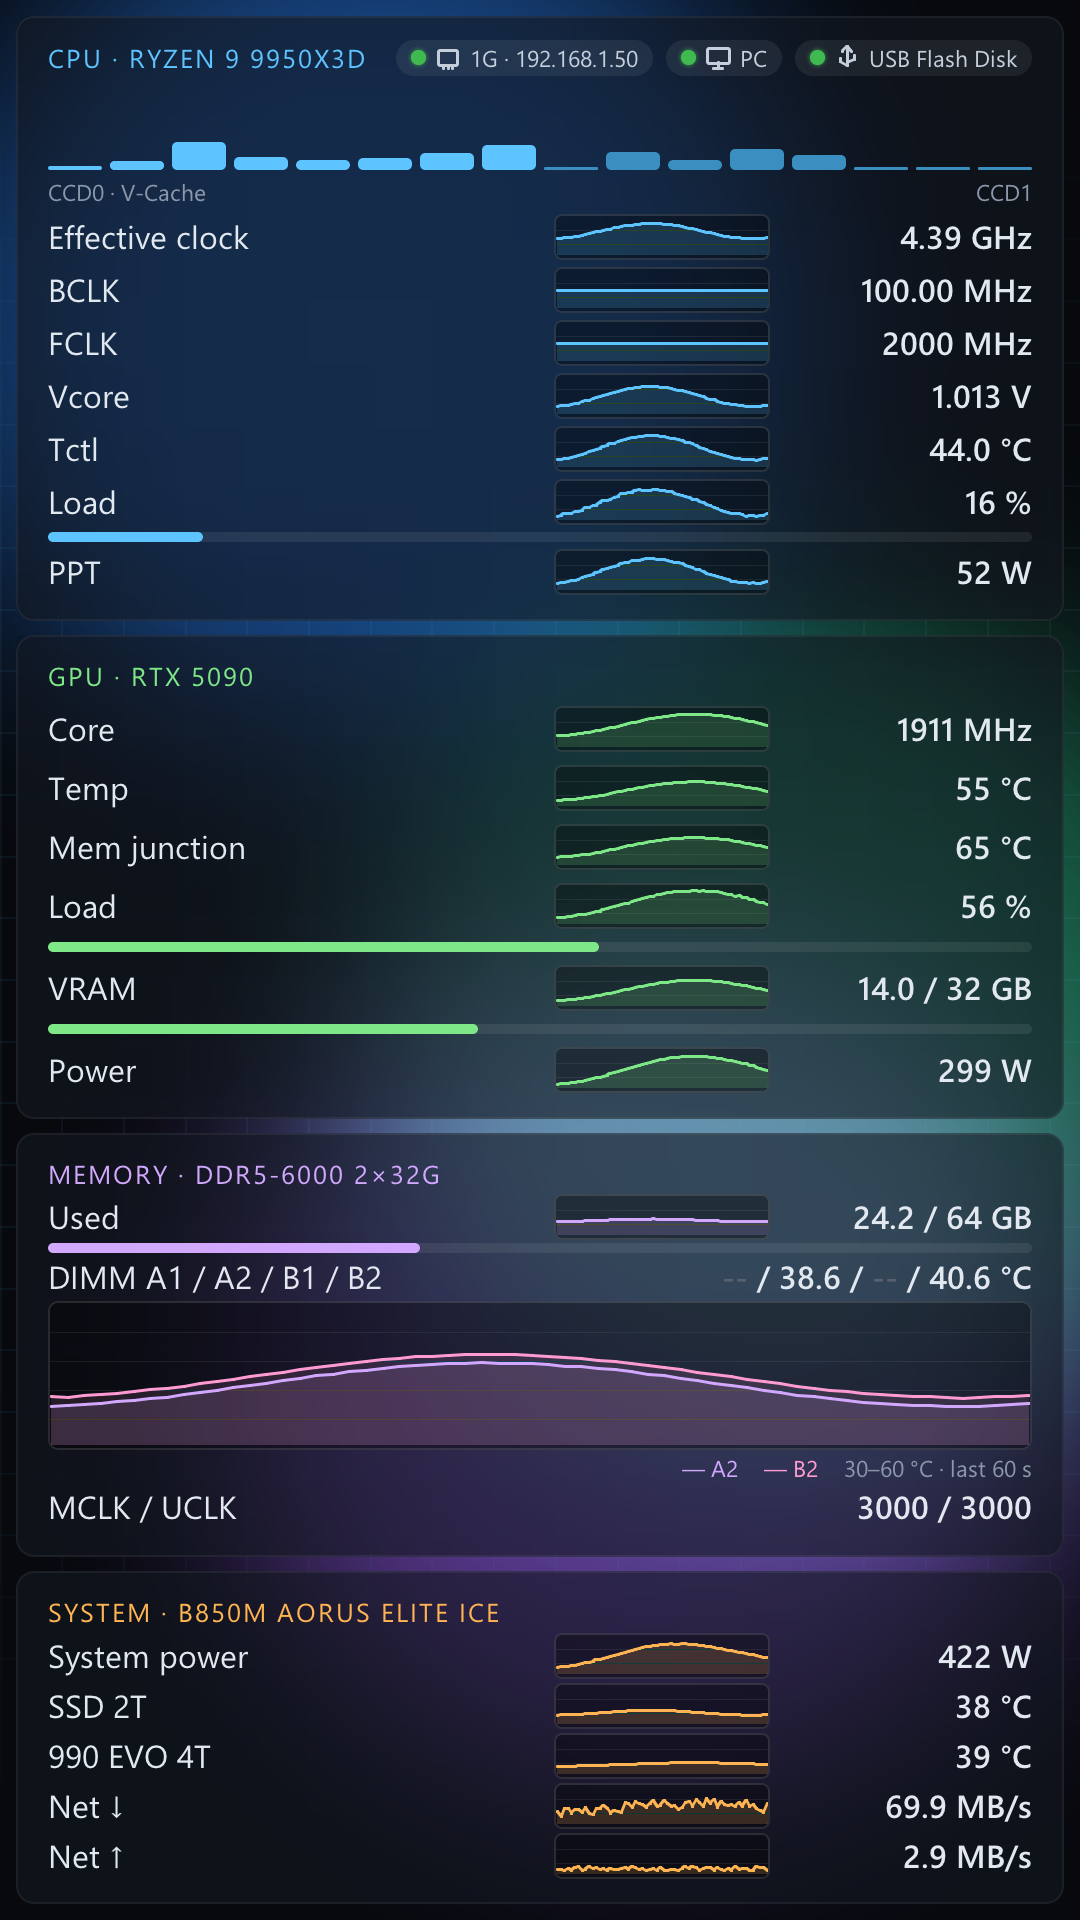 CPU · RYZEN 9 9950X3D
1G · 192.168.1.50
PC
USB Flash Disk
CCD0 · V-Cache
CCD1
Effective clock 4.39 GHz
BCLK 100.00 MHz
FCLK 2000 MHz
Vcore 1.013 V
Tctl 44.0 °C
Load 16 %
PPT 52 W
GPU · RTX 5090
Core 1911 MHz
Temp 55 °C
Mem junction 65 °C
Load 56 %
VRAM 14.0 / 32 GB
Power 299 W
MEMORY · DDR5-6000 2×32G
Used 24.2 / 64 GB
DIMM A1 / A2 / B1 / B2 -- / 38.6 / -- / 40.6 °C
— A2 — B2 30–60 °C · last 60 s
MCLK / UCLK 3000 / 3000
SYSTEM · B850M AORUS ELITE ICE
System power 422 W
SSD 2T 38 °C
990 EVO 4T 39 °C
Net ↓ 69.9 MB/s
Net ↑ 2.9 MB/s